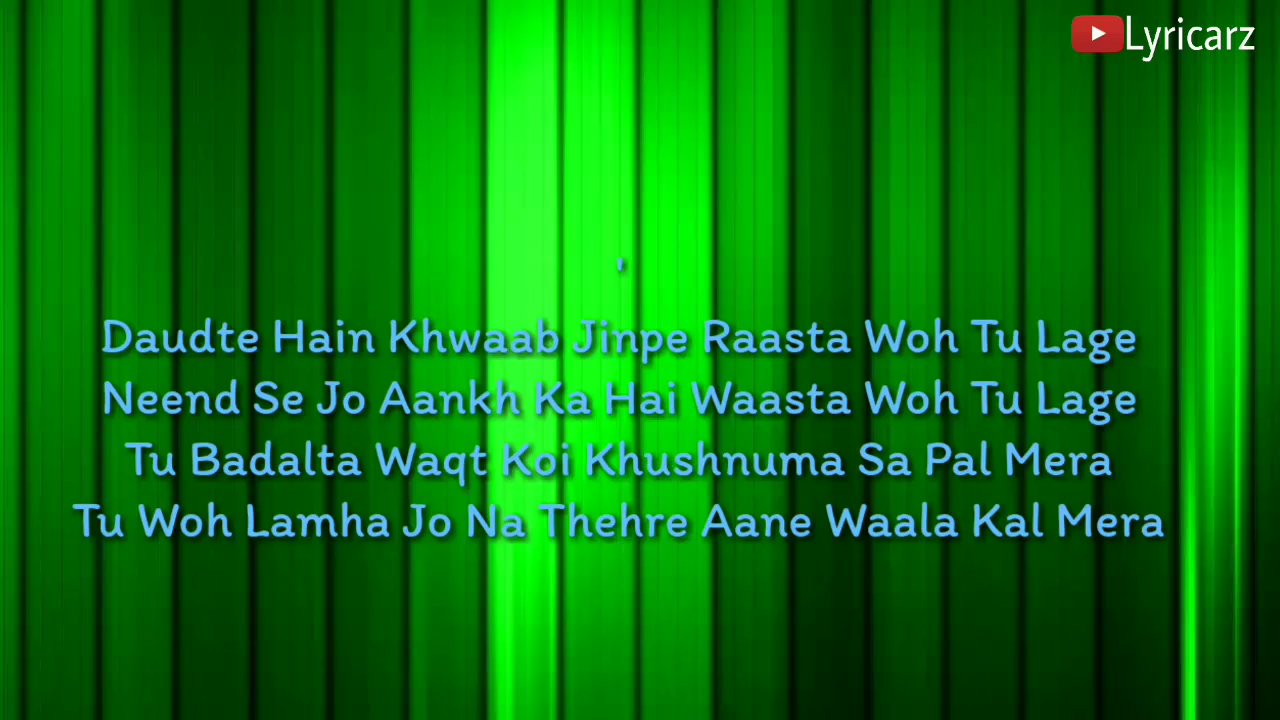 Lyricarz
'
Daudte Hain Khwaab Jinpe Raasta Woh Tu Lage
Neend Se Jo Aankh Ka Hai Waasta Woh Tu Lage
Tu Badalta Waqt Koi Khushnuma Sa Pal Mera
Tu Woh Lamha Jo Na Thehre Aane Waala Kal Mera